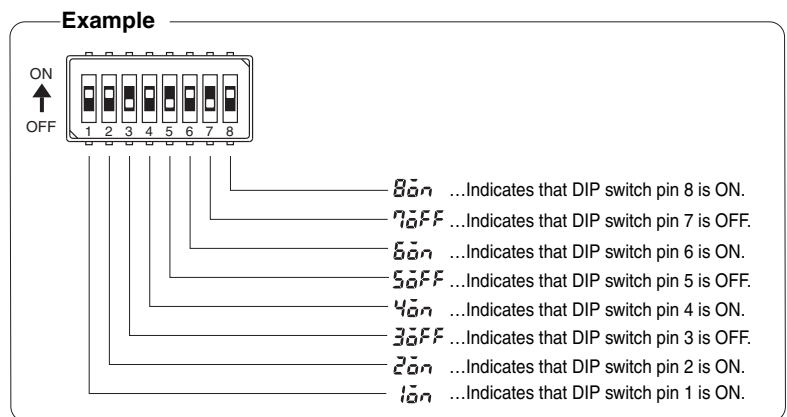 Example
ON
OFF
1 2 3 4 5 6 7 8
8on ...Indicates that DIP switch pin 8 is ON.
7oFF ...Indicates that DIP switch pin 7 is OFF.
6on ...Indicates that DIP switch pin 6 is ON.
5oFF ...Indicates that DIP switch pin 5 is OFF.
4on ...Indicates that DIP switch pin 4 is ON.
3oFF ...Indicates that DIP switch pin 3 is OFF.
2on ...Indicates that DIP switch pin 2 is ON.
1on ...Indicates that DIP switch pin 1 is ON.